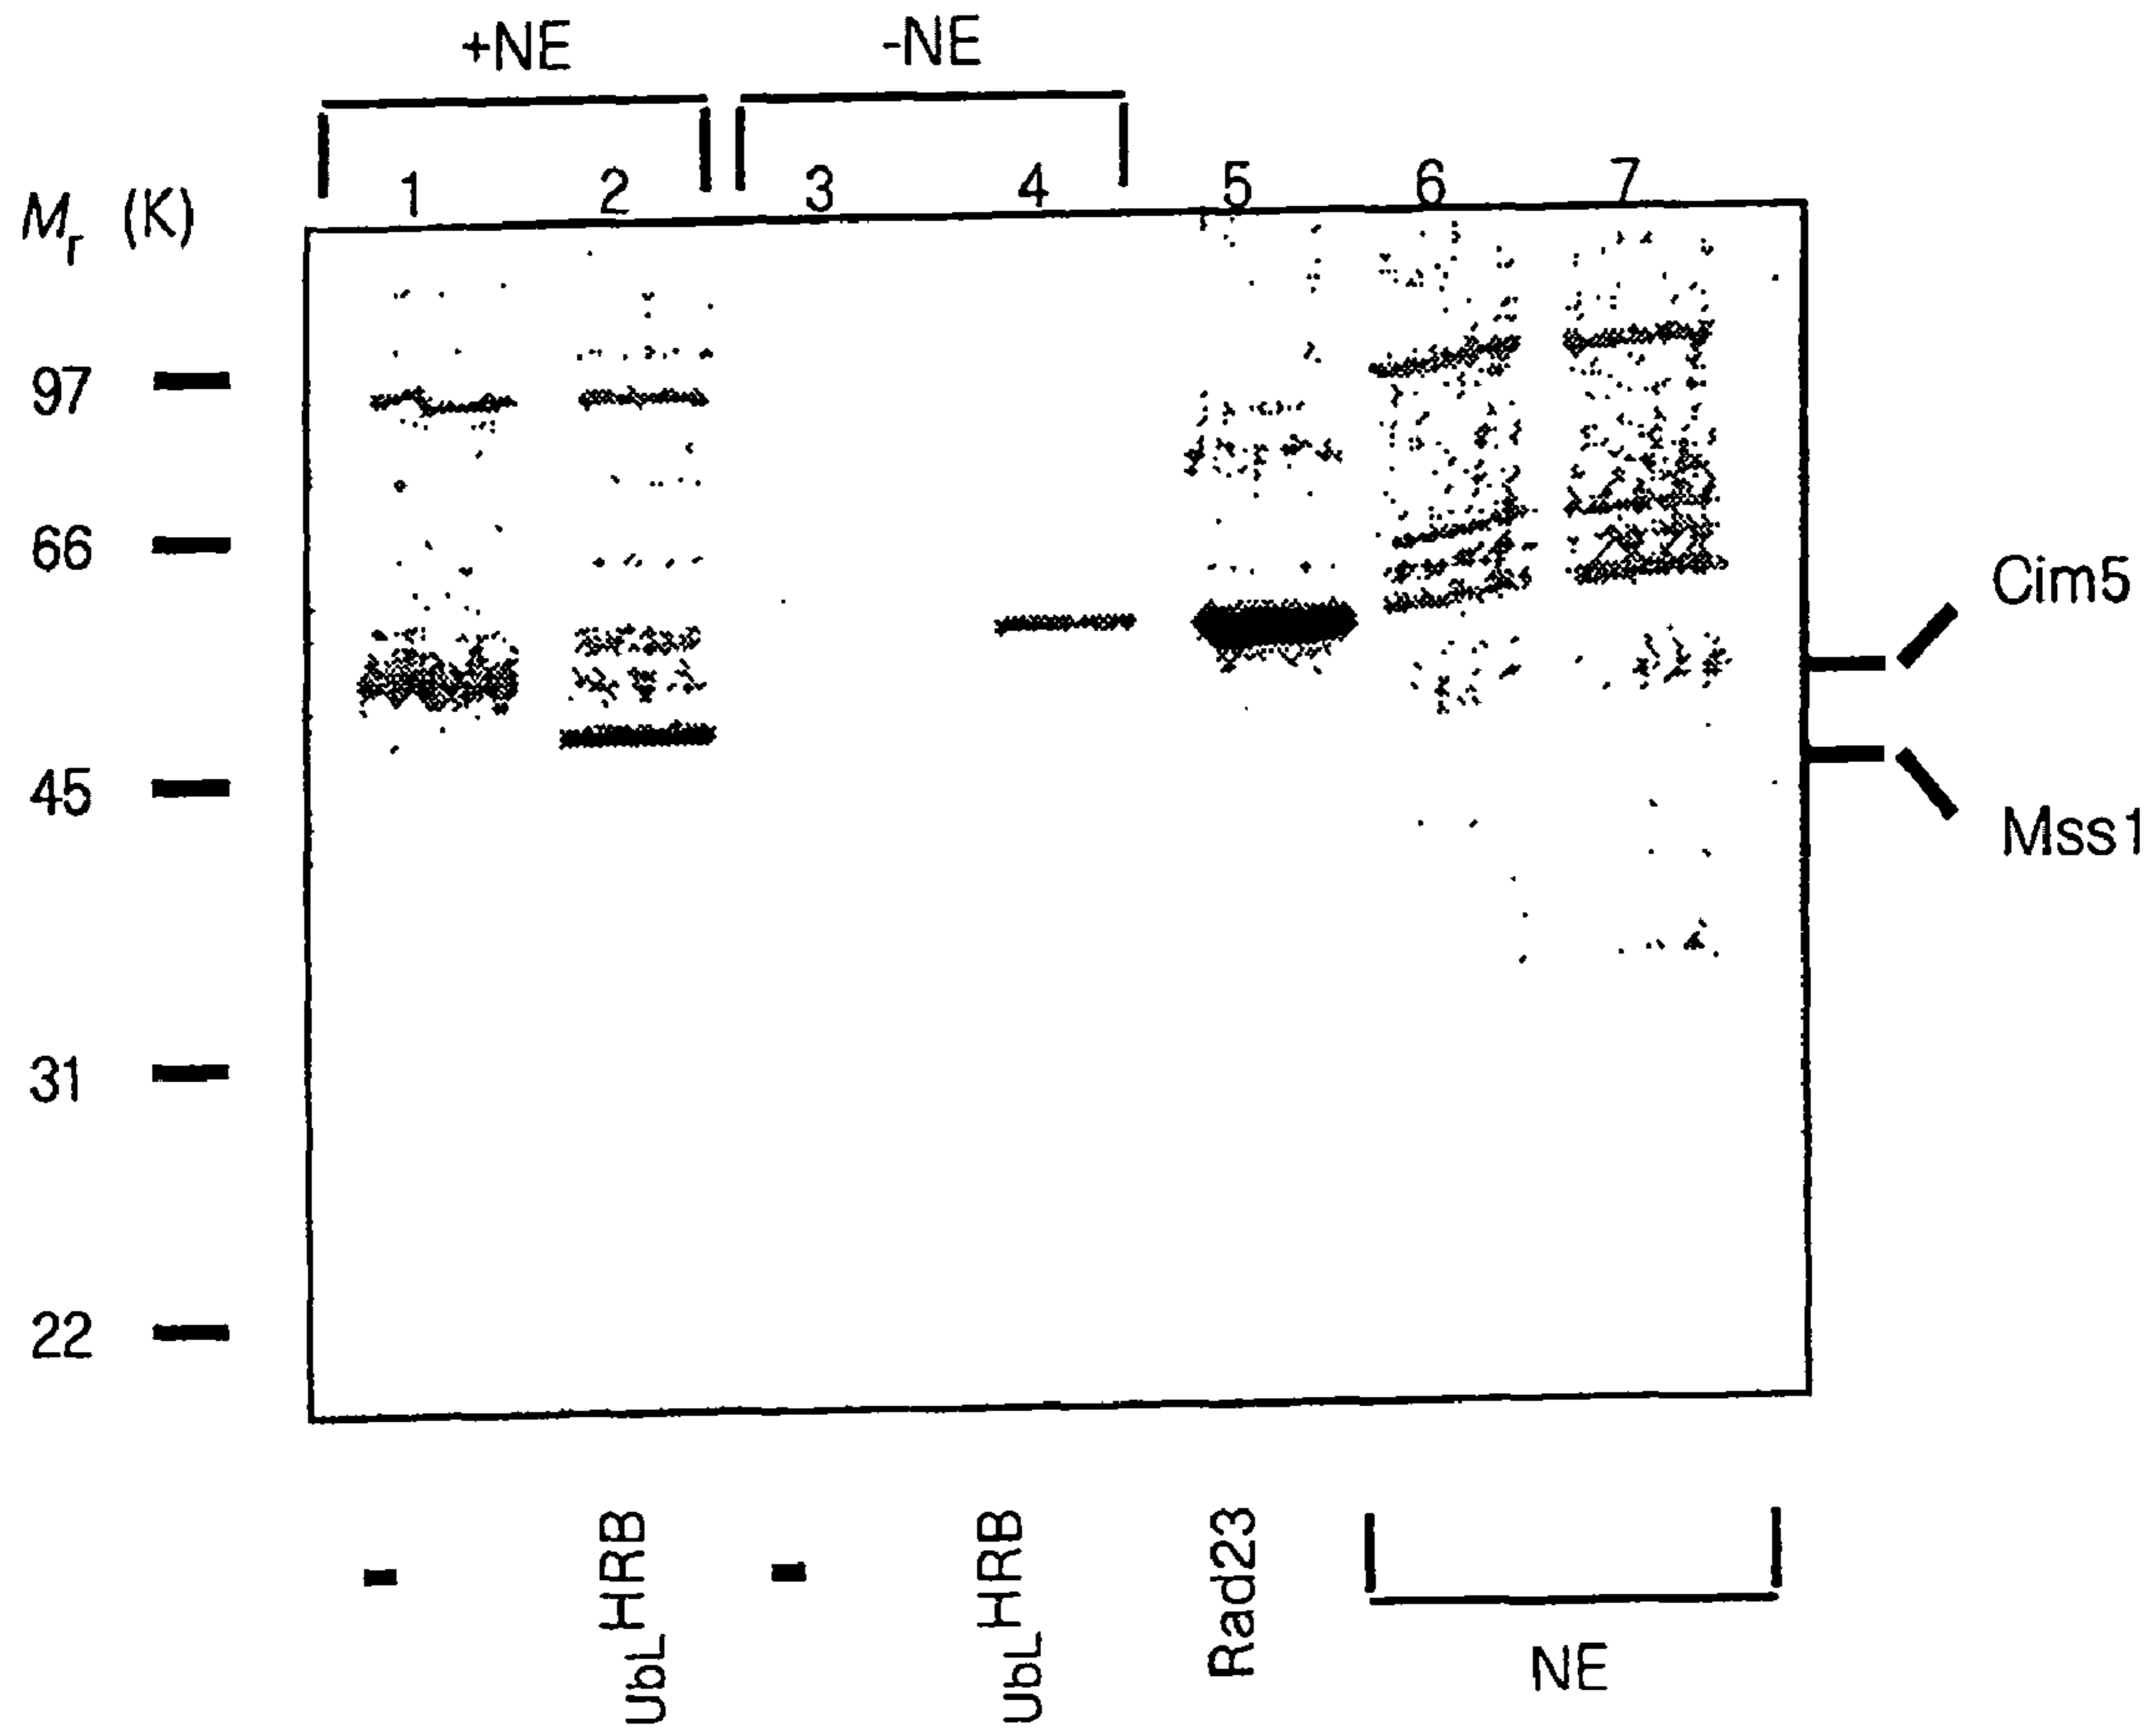 +NE -NE
1 2 3 4 5 6 7
Mr (K)
97
66
Cim5
45
Mss1
31
22
- UbLHRB - UbLHRB Rad23 NE